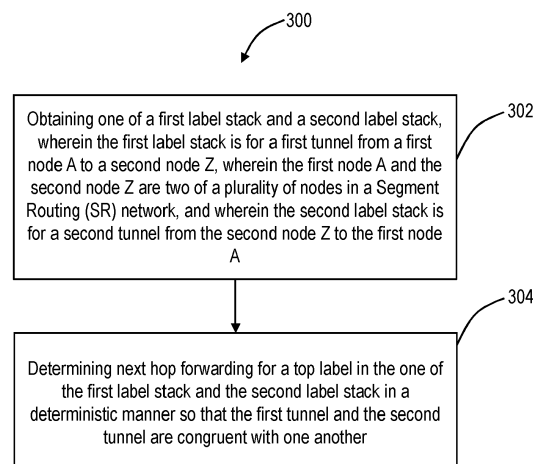 300
302
Obtaining one of a first label stack and a second label stack,
wherein the first label stack is for a first tunnel from a first
node A to a second node Z, wherein the first node A and the
second node Z are two of a plurality of nodes in a Segment
Routing (SR) network, and wherein the second label stack is
for a second tunnel from the second node Z to the first node
A
304
Determining next hop forwarding for a top label in the one of
the first label stack and the second label stack in a
deterministic manner so that the first tunnel and the second
tunnel are congruent with one another